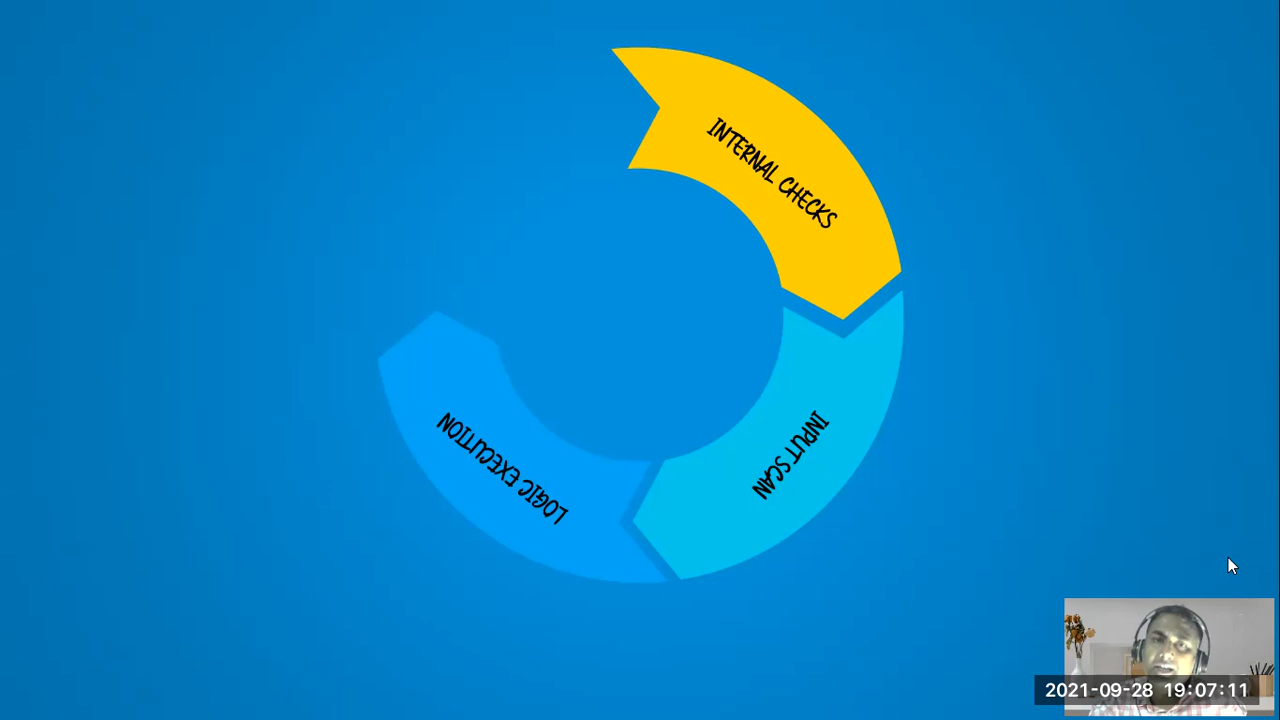 INTERNAL CHECKS
INPUT SCAN
LOGIC EXECUTION
2021-09-28 19:07:11